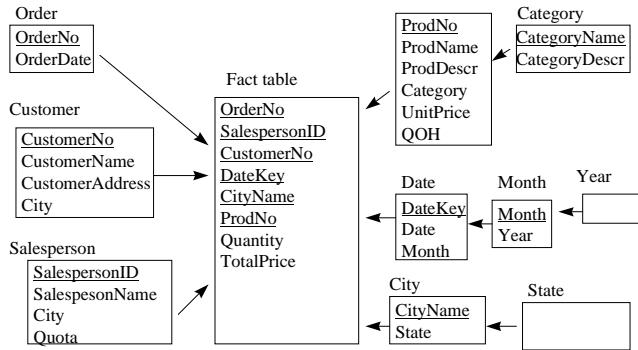 Order
OrderNo
OrderDate
Customer
CustomerNo
CustomerName
CustomerAddress
City
Salesperson
SalespersonID
SalespesonName
City
Quota
Fact table
OrderNo
SalespersonID
CustomerNo
DateKey
CityName
ProdNo
Quantity
TotalPrice
ProdNo
ProdName
ProdDescr
Category
UnitPrice
QOH
Category
CategoryName
CategoryDescr
Date
DateKey
Date
Month
Month
Month
Year
Year
City
CityName
State
State